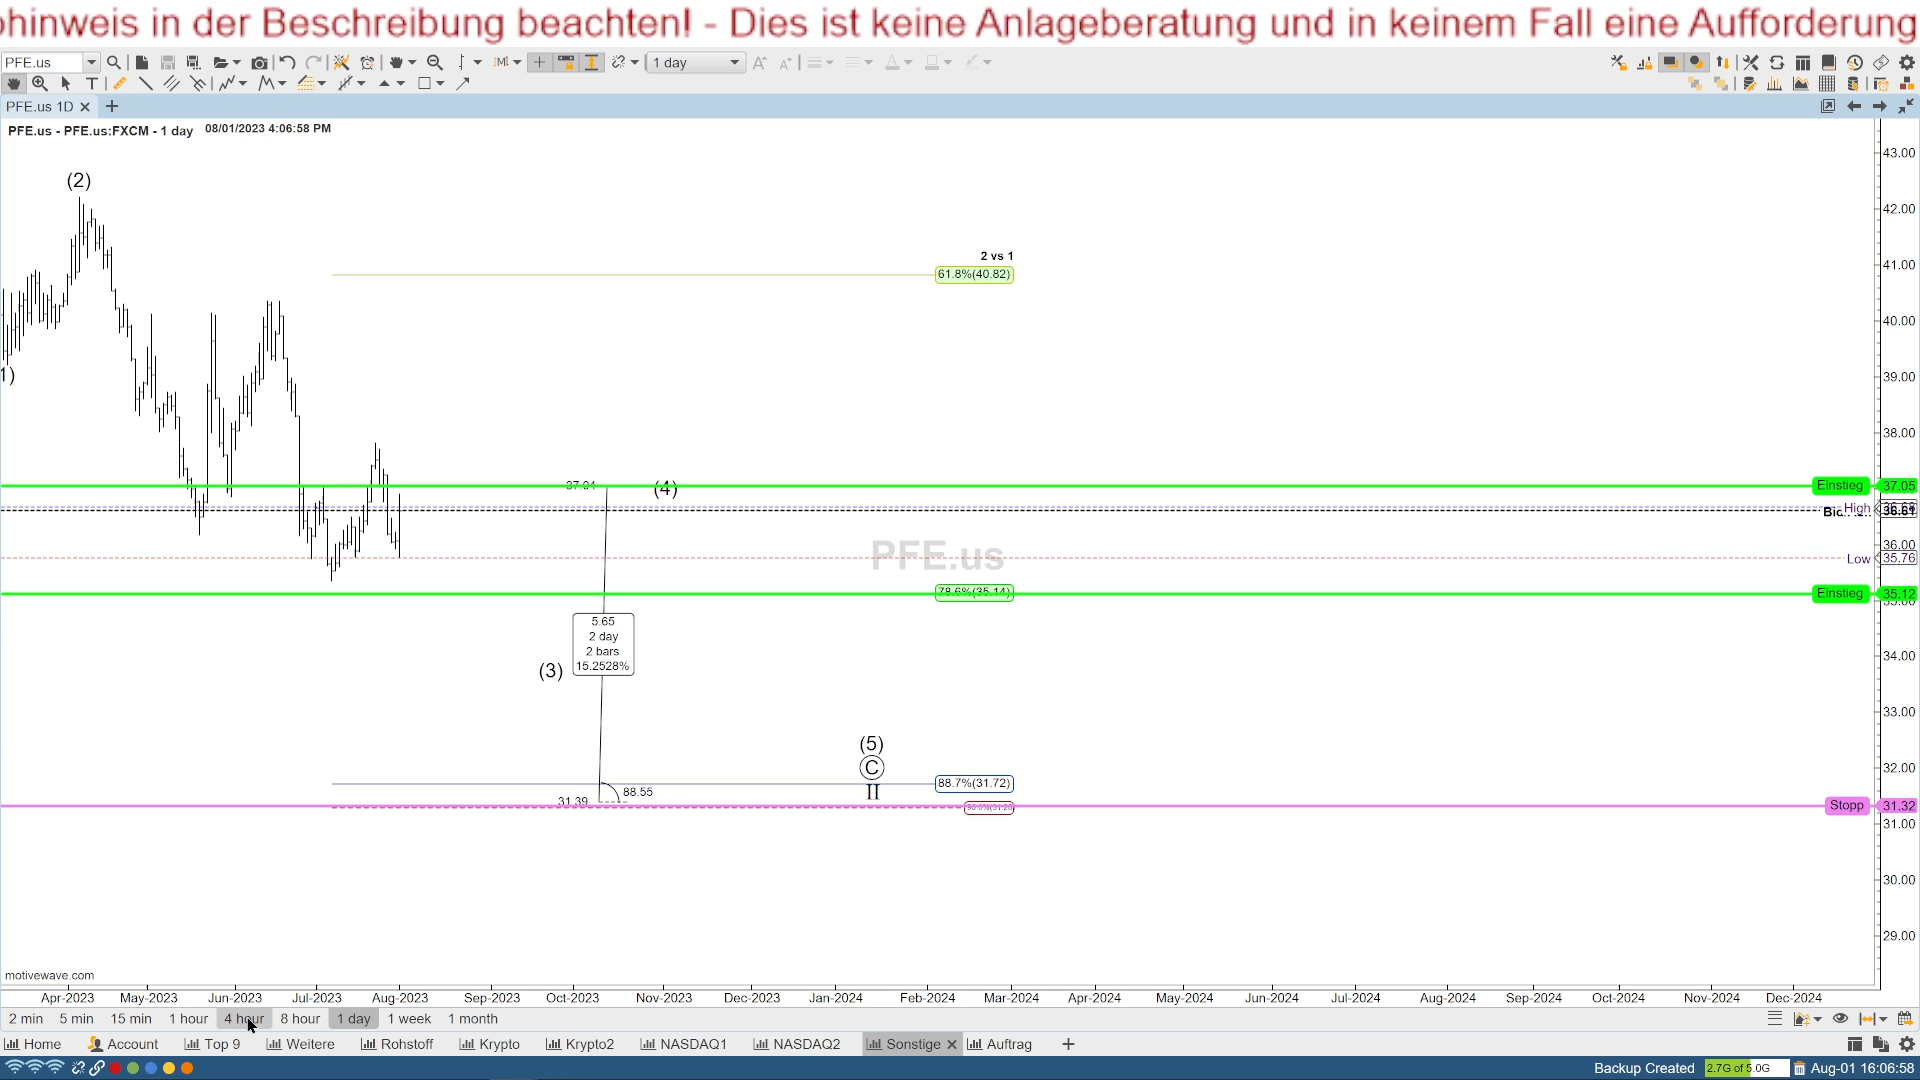 hinweis in der Beschreibung beachten! - Dies ist keine Anlageberatung und in keinem Fall eine Aufforderung
PFE.us
1 day
PFE.us 1D
PFE.us - PFE.us:FXCM - 1 day 08/01/2023 4:06:58 PM
43.00
(2)
42.00
2 vs 1
41.00
61.8%(40.82)
40.00
1)
39.00
38.00
37.04
(4)
Einstieg 37.05
High
36.61
PFE.us
36.00
Low 35.76
78.6%(35.14)
Einstieg 35.12
5.65
2 day
2 bars
15.2528%
(3)
34.00
33.00
(5)
C
II
32.00
88.7%(31.72)
88.55
31.39
Stopp 31.32
31.00
30.00
29.00
motivewave.com
Apr-2023 May-2023 Jun-2023 Jul-2023 Aug-2023 Sep-2023 Oct-2023 Nov-2023 Dec-2023 Jan-2024 Feb-2024 Mar-2024 Apr-2024 May-2024 Jun-2024 Jul-2024 Aug-2024 Sep-2024 Oct-2024 Nov-2024 Dec-2024
2 min 5 min 15 min 1 hour 4 hour 8 hour 1 day 1 week 1 month
Home Account Top 9 Weitere Rohstoff Krypto Krypto2 NASDAQ1 NASDAQ2 Sonstige Auftrag
Backup Created 2.7G of 5.0G Aug-01 16:06:58